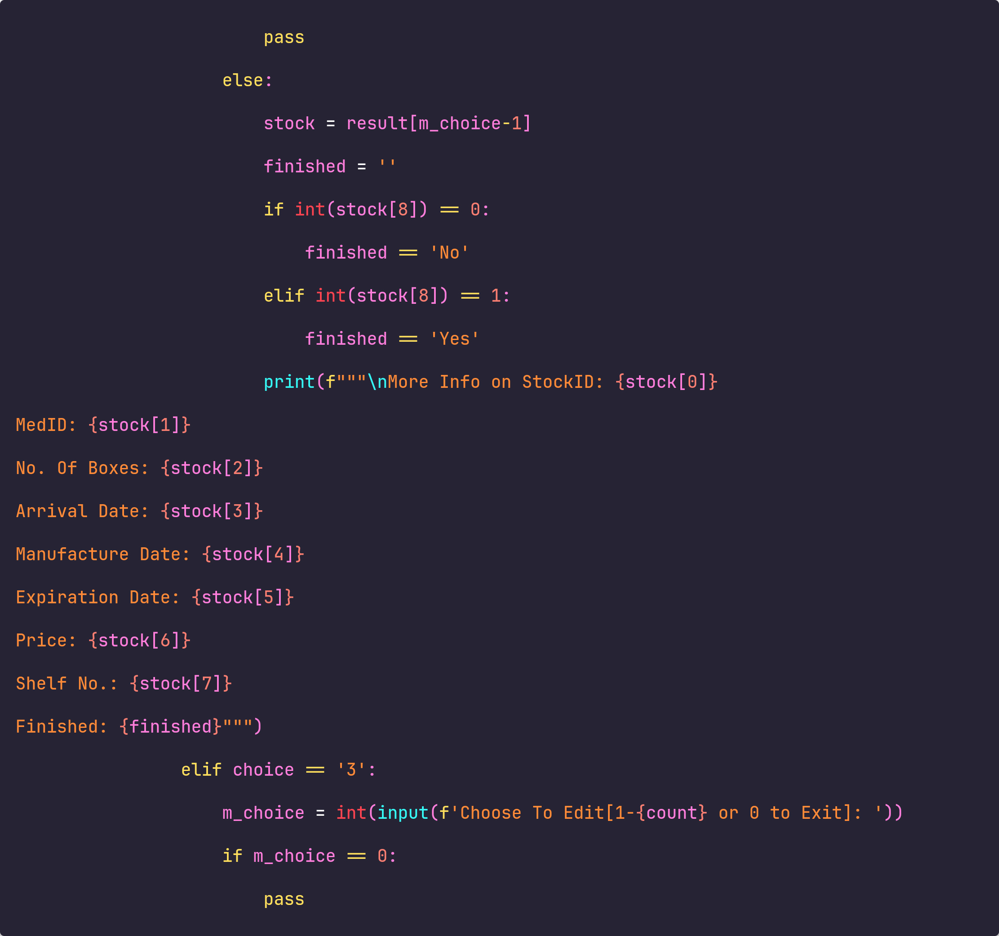 pass
else:
stock = result[m_choice-1]
finished = ''
if int(stock[8]) == 0:
finished == 'No'
elif int(stock[8]) == 1:
finished == 'Yes'
print(f"""\nMore Info on StockID: {stock[0]}
MedID: {stock[1]}
No. Of Boxes: {stock[2]}
Arrival Date: {stock[3]}
Manufacture Date: {stock[4]}
Expiration Date: {stock[5]}
Price: {stock[6]}
Shelf No.: {stock[7]}
Finished: {finished}""")
elif choice == '3':
m_choice = int(input(f'Choose To Edit[1-{count} or 0 to Exit]: '))
if m_choice == 0:
pass